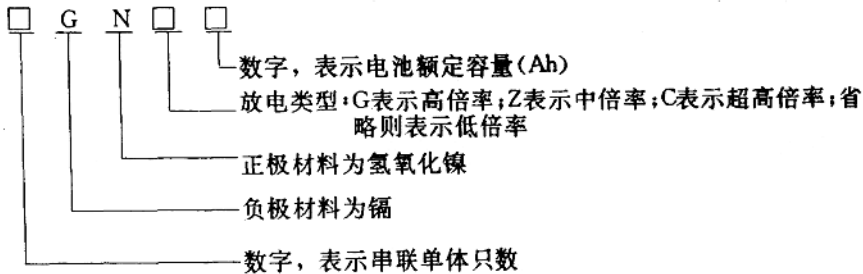 □ G N □ □
数字，表示电池额定容量(Ah)
放电类型:G表示高倍率;Z表示中倍率;C表示超高倍率;省
略则表示低倍率
正极材料为氢氧化镍
负极材料为镉
数字，表示串联单体只数